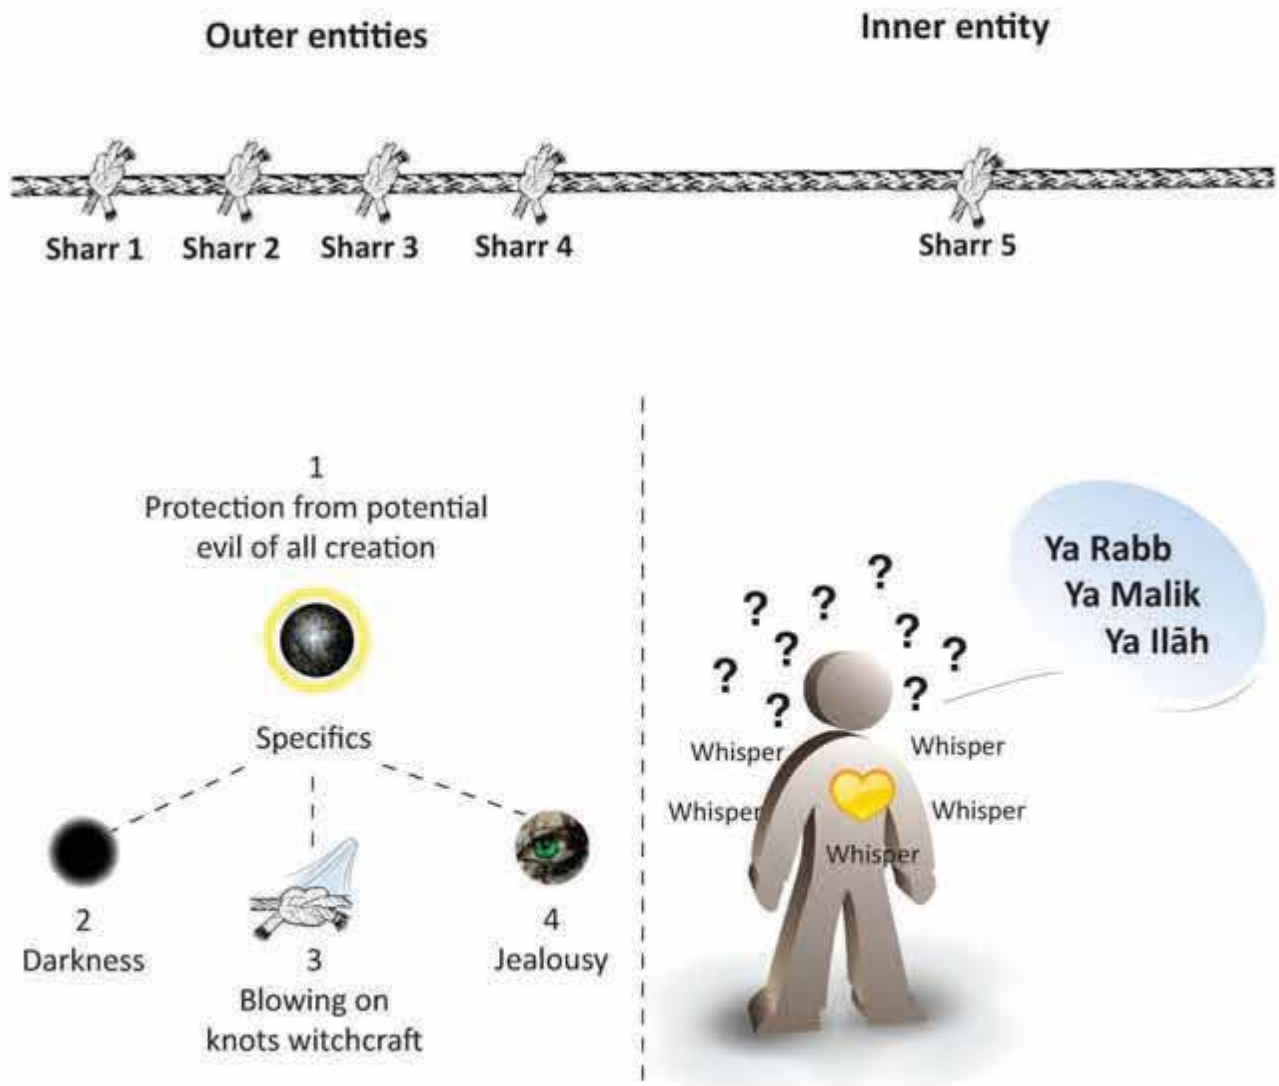 Outer entities
Inner entity
Sharr 1
Sharr 2
Sharr 3
Sharr 4
Sharr 5
1
Protection from potential
evil of all creation
Specifics
2
Darkness
3
Blowing on
knots witchcraft
4
Jealousy
? ? ? ? ? ? ? ? ?
Whisper
Whisper
Whisper
Whisper
Whisper
Ya Rabb
Ya Malik
Ya Ilāh